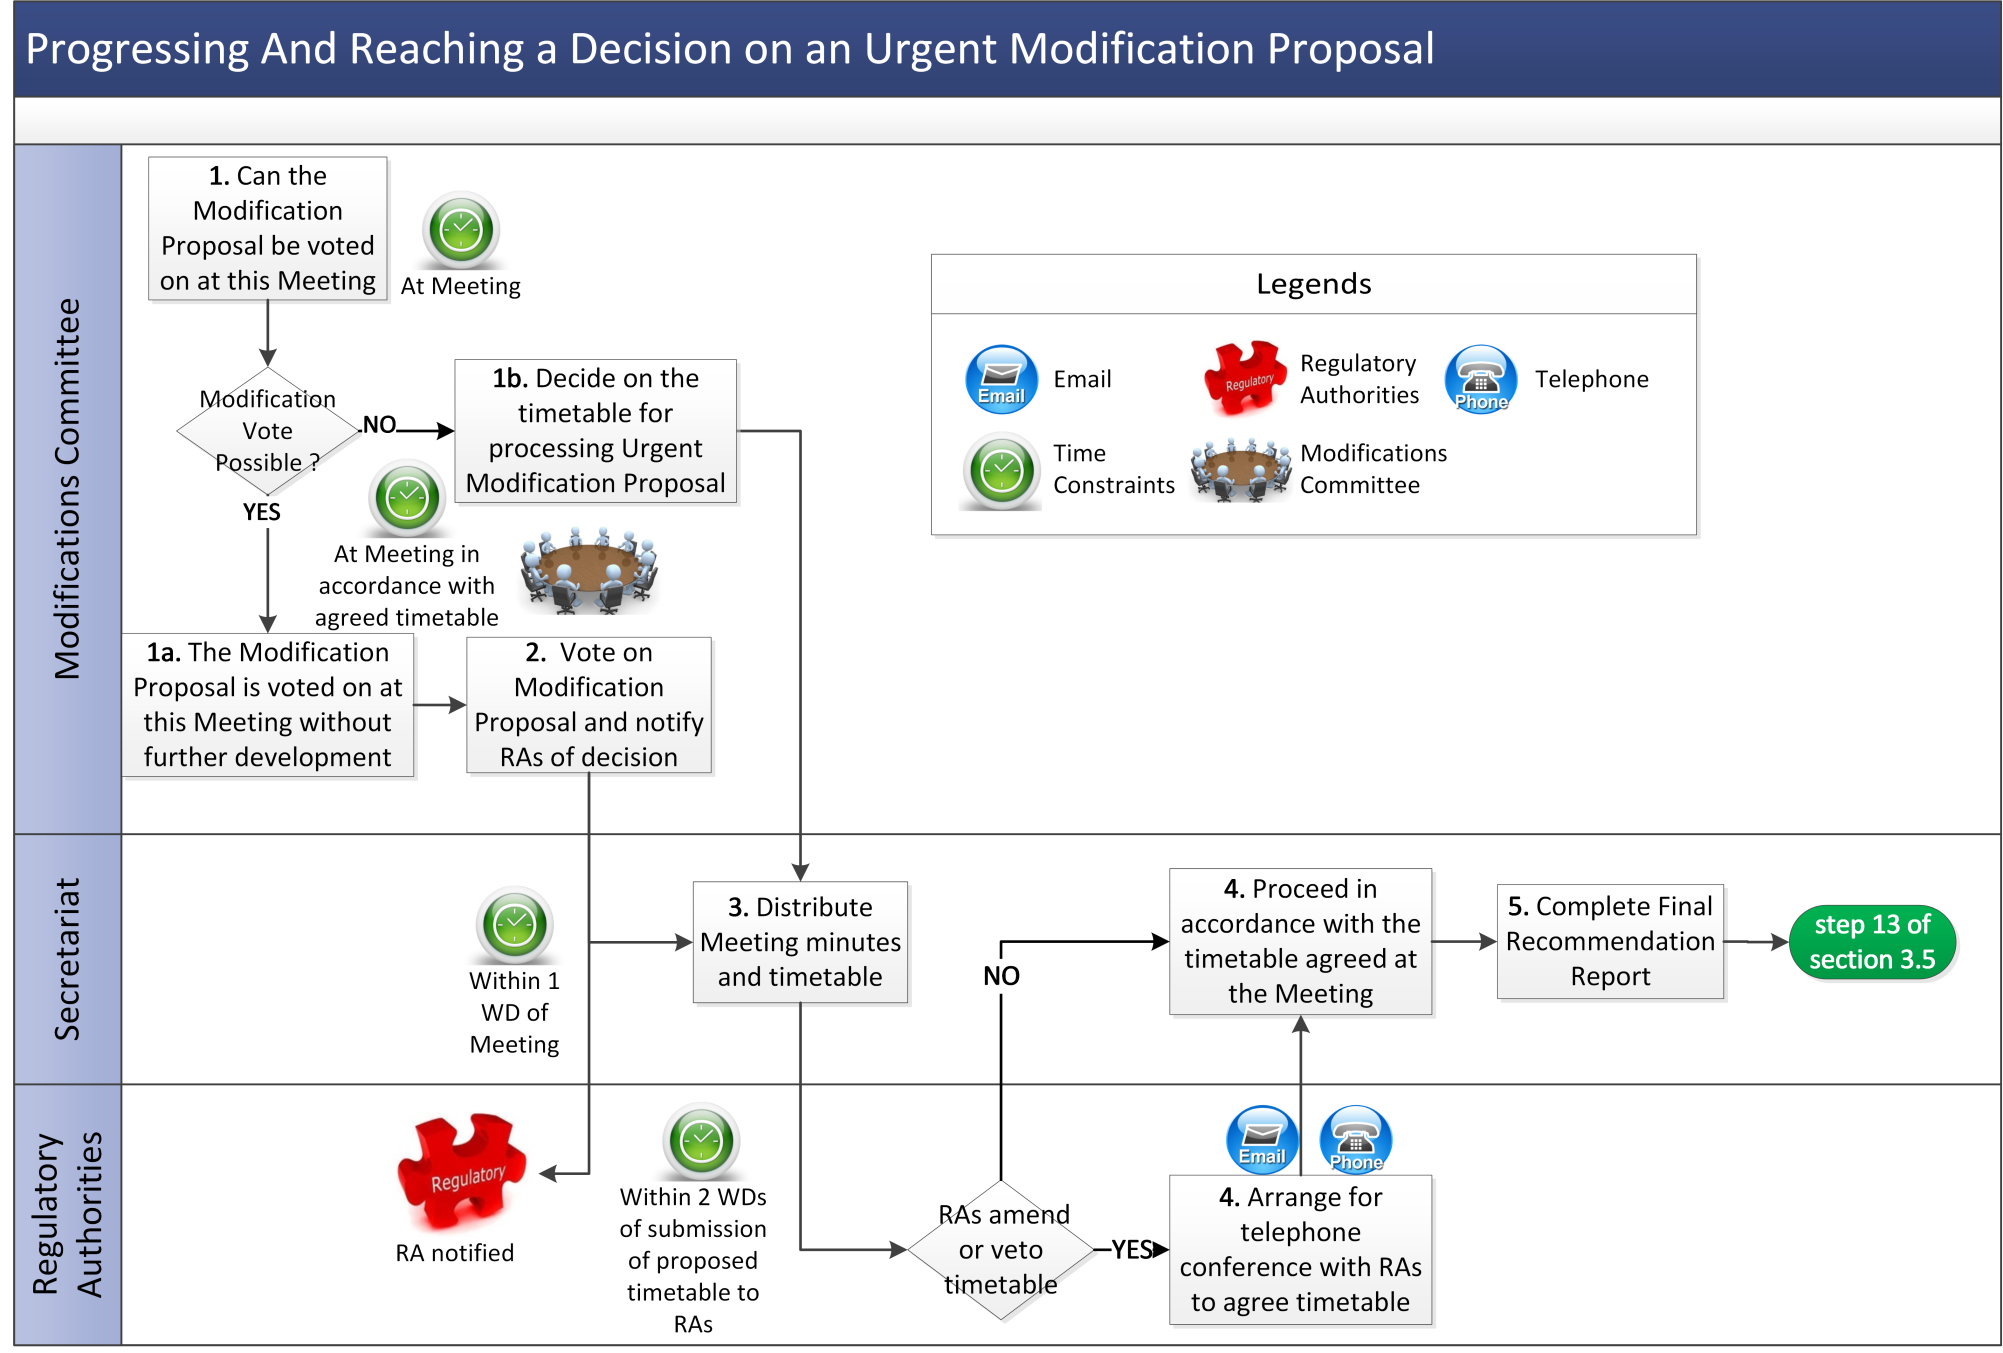 Progressing And Reaching a Decision on an Urgent Modification Proposal
Modifications Committee
1. Can the
Modification
Proposal be voted
on at this Meeting
At Meeting
Modification
Vote
Possible ?
NO
YES
1b. Decide on the
timetable for
processing Urgent
Modification Proposal
At Meeting in
accordance with
agreed timetable
1a. The Modification
Proposal is voted on at
this Meeting without
further development
2. Vote on
Modification
Proposal and notify
RAs of decision
Legends
Email
Email
Regulatory
Regulatory
Authorities
Phone
Telephone
Time
Constraints
Modifications
Committee
Secretariat
Within 1
WD of
Meeting
3. Distribute
Meeting minutes
and timetable
NO
4. Proceed in
accordance with the
timetable agreed at
the Meeting
5. Complete Final
Recommendation
Report
step 13 of
section 3.5
Regulatory
Authorities
Regulatory
RA notified
Within 2 WDs
of submission
of proposed
timetable to
RAs
RAs amend
or veto
timetable
YES
Email
Phone
4. Arrange for
telephone
conference with RAs
to agree timetable